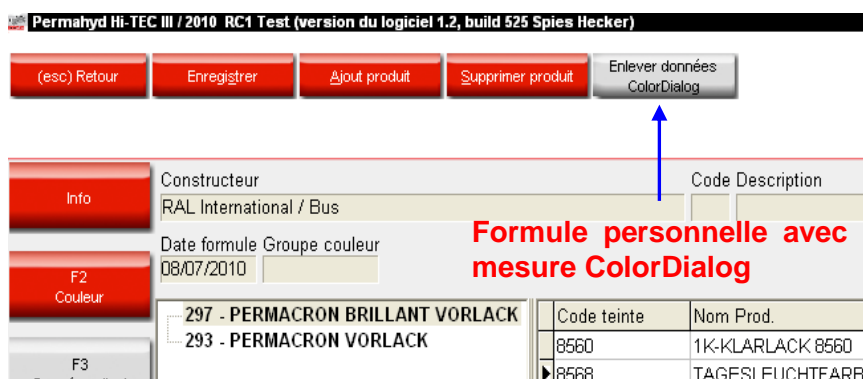 Permahyd Hi-TEC III / 2010 RC1 Test (version du logiciel 1.2, build 525 Spies Hecker)
(esc) Retour
Enregistrer
Ajout produit
Supprimer produit
Enlever données
ColorDialog
Info
Constructeur
Code Description
RAL International / Bus
Date formule Groupe couleur
08/07/2010
Formule personnelle avec
mesure ColorDialog
F2
Couleur
297 - PERMACRON BRILLANT VORLACK
293 - PERMACRON VORLACK
Code teinte
Nom Prod.
8560
1K-KLARLACK 8560
8568
TAGESLEUCHTFARB
F3